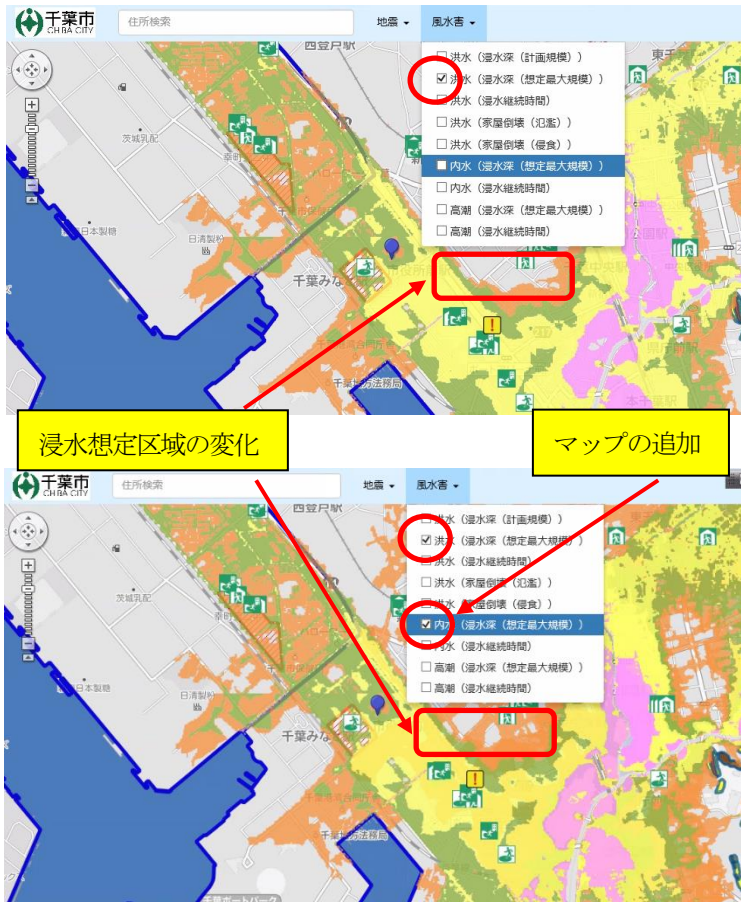 千葉市
CHIBA CITY
住所検索
地震
風水害
西登戸駅
洪水（浸水深（計画規模））
洪水（浸水深（想定最大規模））
洪水（浸水継続時間）
洪水（家屋倒壊（氾濫））
洪水（家屋倒壊（侵食））
内水（浸水深（想定最大規模））
内水（浸水継続時間）
高潮（浸水深（想定最大規模））
高潮（浸水継続時間）
茨城乳配
幸町
日本製糖
日清製粉
千葉みな
千葉地方法務局
本千葉駅
浸水想定区域の変化
マップの追加
千葉市
CHIBA CITY
住所検索
地震
風水害
西登戸駅
洪水（浸水深（計画規模））
洪水（浸水深（想定最大規模））
洪水（浸水継続時間）
洪水（家屋倒壊（氾濫））
洪水（家屋倒壊（侵食））
内水（浸水深（想定最大規模））
内水（浸水継続時間）
高潮（浸水深（想定最大規模））
高潮（浸水継続時間）
茨城乳配
日本製糖
日清製粉
千葉みな
千葉ポートパーク